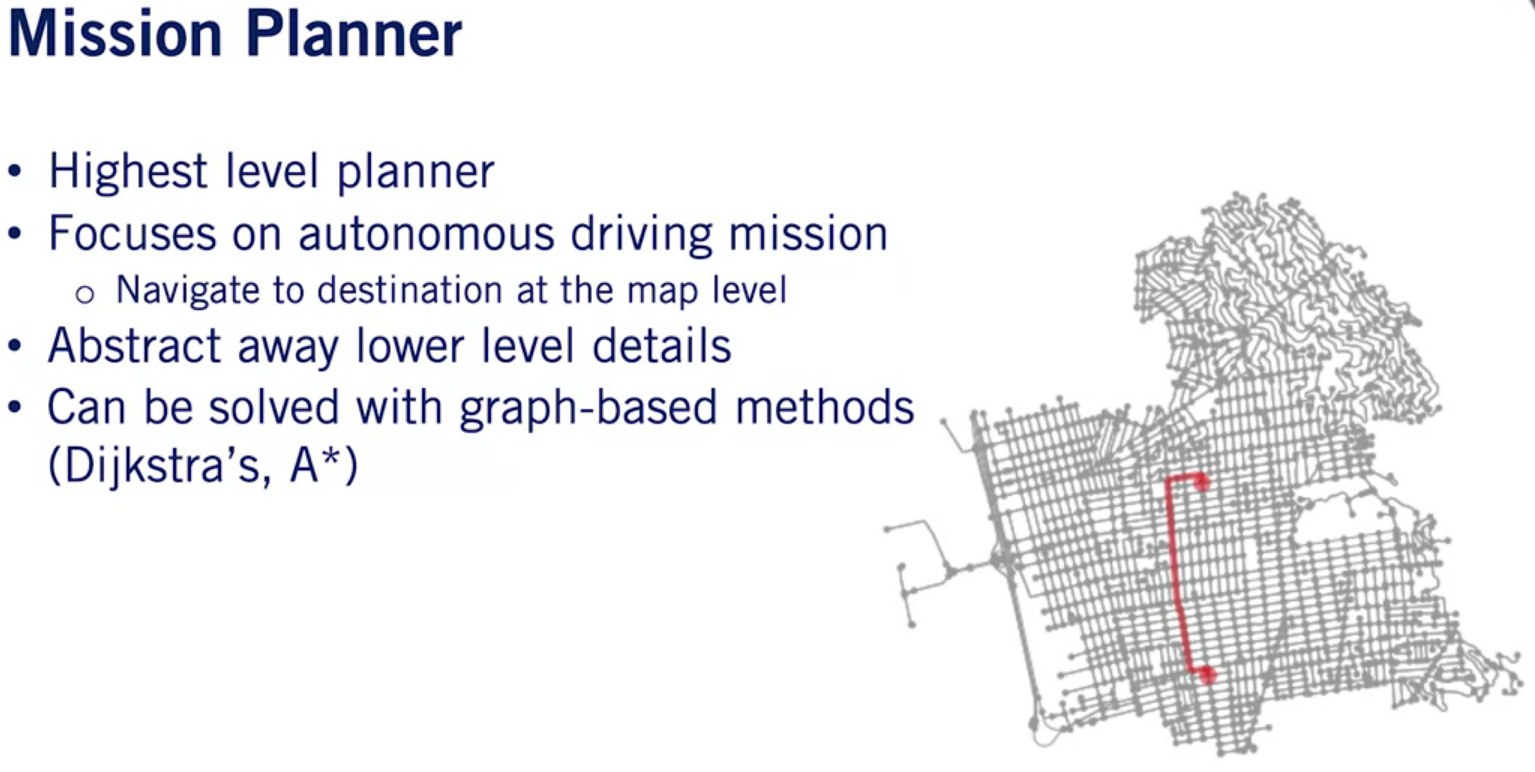 Mission Planner
• Highest level planner
• Focuses on autonomous driving mission
o Navigate to destination at the map level
• Abstract away lower level details
• Can be solved with graph-based methods
(Dijkstra’s, A*)